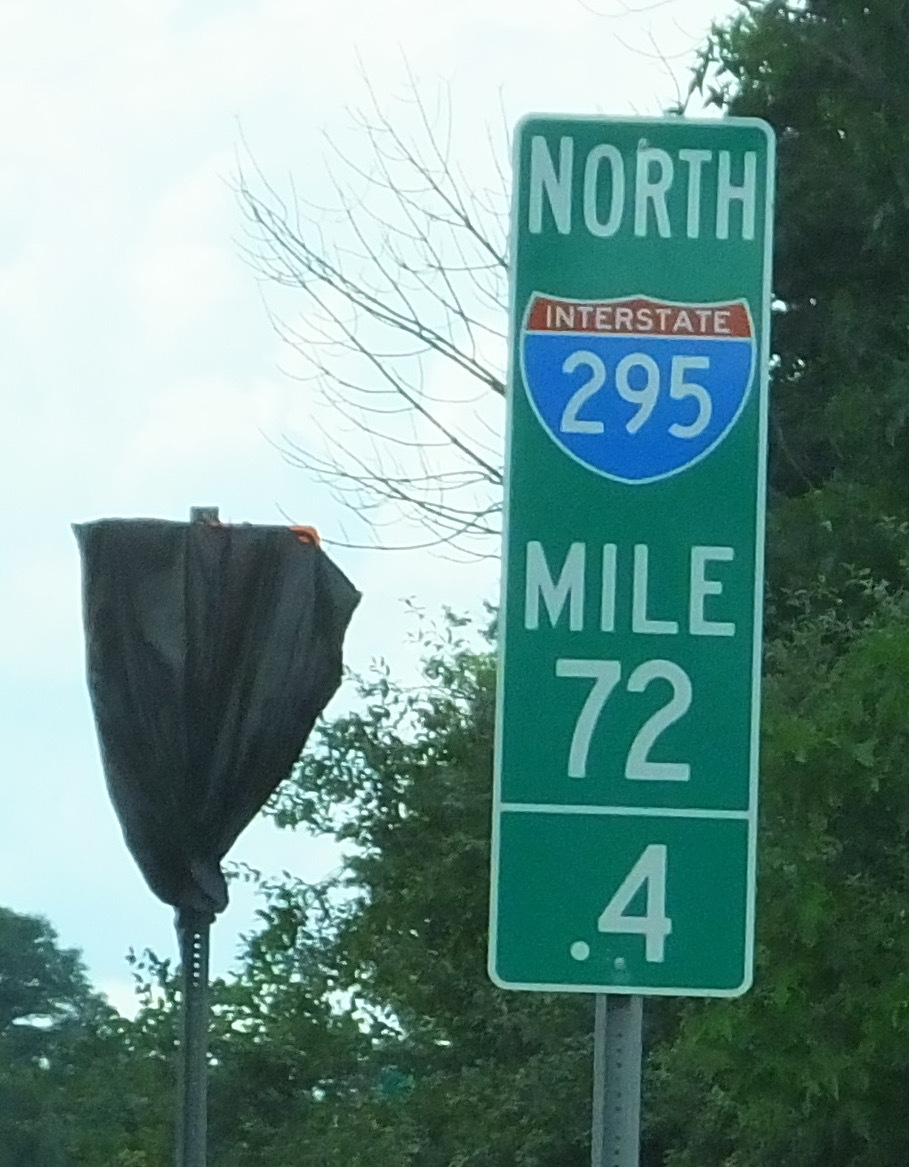 NORTH
INTERSTATE
295
MILE
72
.4